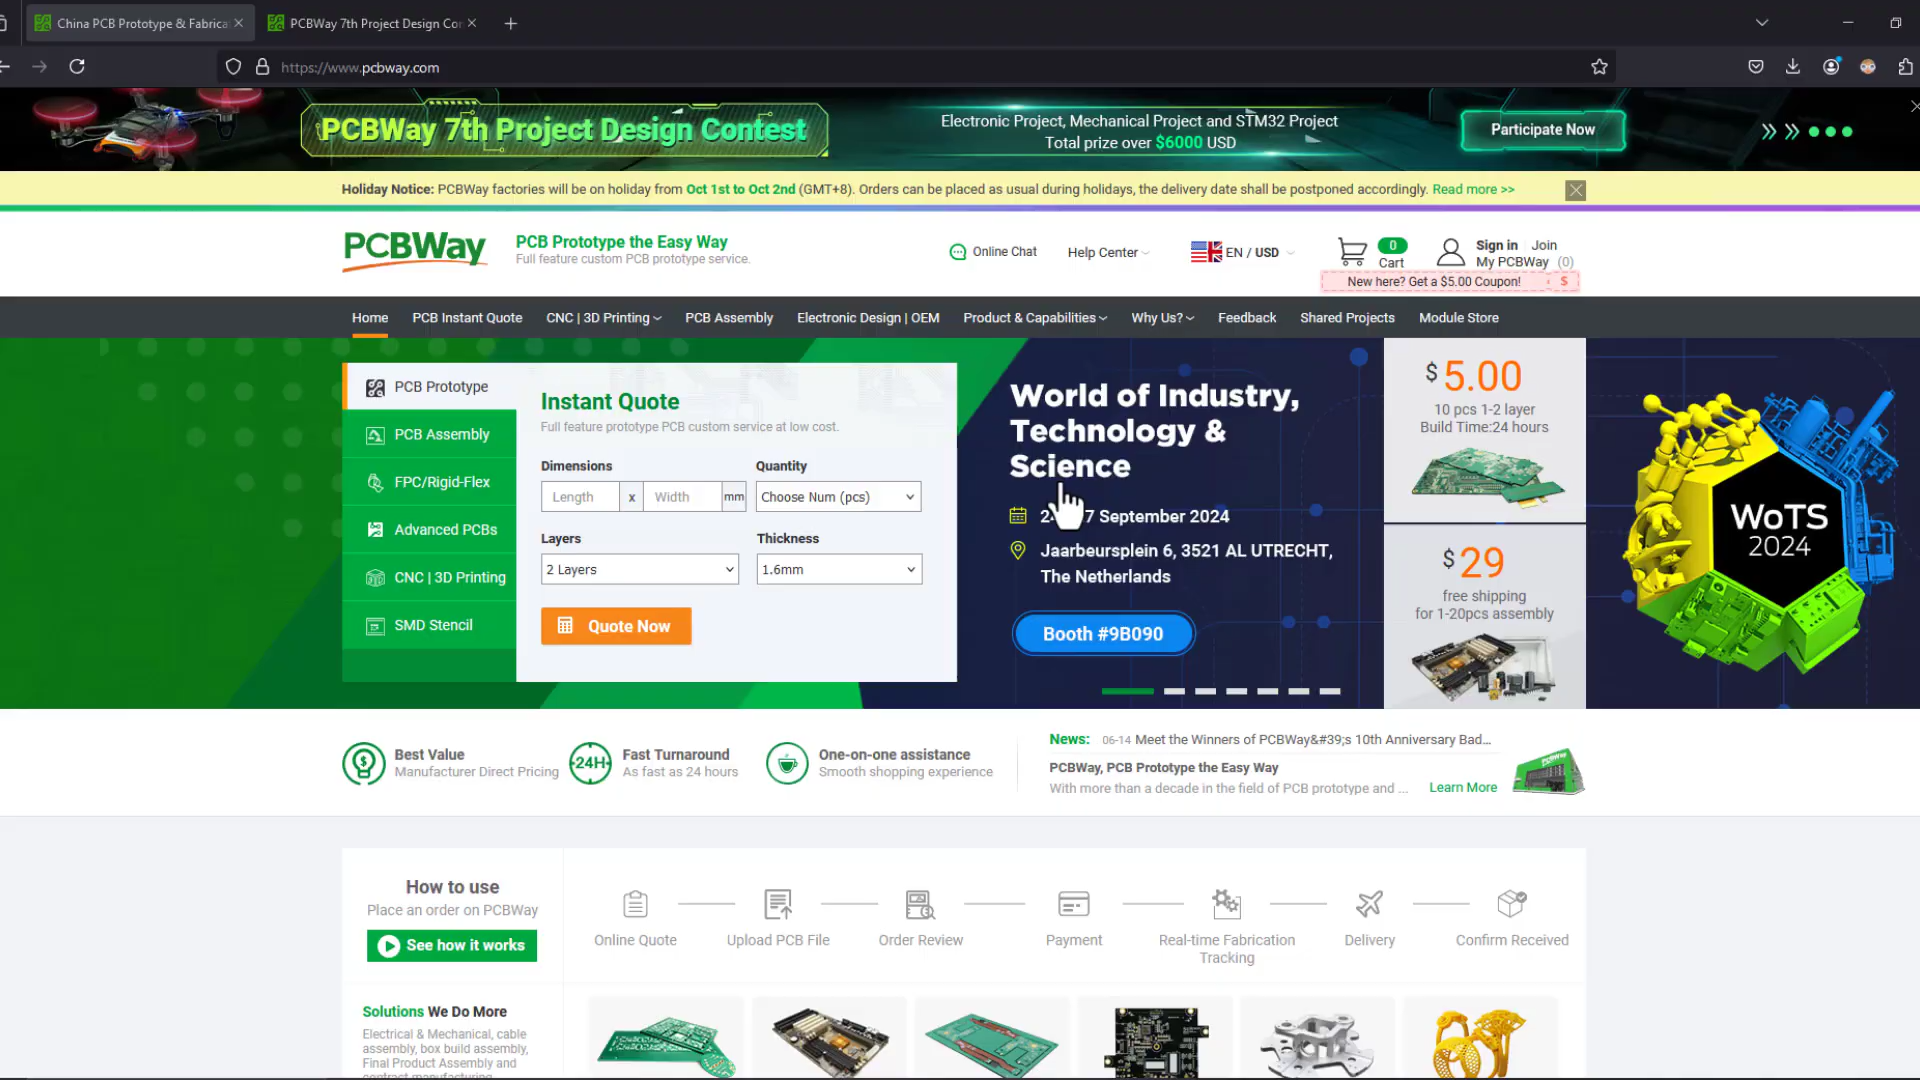 China PCB Prototype & Fabrica
PCBWay 7th Project Design Co
https://www.pcbway.com
PCBWay 7th Project Design Contest
Electronic Project, Mechanical Project and STM32 Project
Total prize over $6000 USD
Participate Now
Holiday Notice: PCBWay factories will be on holiday from Oct 1st to Oct 2nd (GMT+8). Orders can be placed as usual during holidays, the delivery date shall be postponed accordingly. Read more >>
PCBWay
PCB Prototype the Easy Way
Full feature custom PCB prototype service.
Online Chat
Help Center
EN / USD
0
Cart
Sign in Join
My PCBWay (0)
New here? Get a $5.00 Coupon!
$
Home
PCB Instant Quote
CNC | 3D Printing
PCB Assembly
Electronic Design | OEM
Product & Capabilities
Why Us?
Feedback
Shared Projects
Module Store
PCB Prototype
PCB Assembly
FPC/Rigid-Flex
Advanced PCBs
CNC | 3D Printing
SMD Stencil
Instant Quote
Full feature prototype PCB custom service at low cost.
Dimensions
Quantity
Length x Width mm
Choose Num (pcs)
Layers
Thickness
2 Layers
1.6mm
Quote Now
World of Industry,
Technology &
Science
7 September 2024
Jaarbeursplein 6, 3521 AL UTRECHT,
The Netherlands
Booth #9B090
$ 5.00
10 pcs 1-2 layer
Build Time:24 hours
$ 29
free shipping
for 1-20pcs assembly
WoTS
2024
Best Value
Manufacturer Direct Pricing
24H
Fast Turnaround
As fast as 24 hours
One-on-one assistance
Smooth shopping experience
News: 06-14 Meet the Winners of PCBWay&#39;s 10th Anniversary Bad...
PCBWay, PCB Prototype the Easy Way
With more than a decade in the field of PCB prototype and ...
Learn More
How to use
Place an order on PCBWay
See how it works
Online Quote
Upload PCB File
Order Review
Payment
Real-time Fabrication
Tracking
Delivery
Confirm Received
Solutions We Do More
Electrical & Mechanical, cable
assembly, box build assembly,
Final Product Assembly and
contract manufacturing